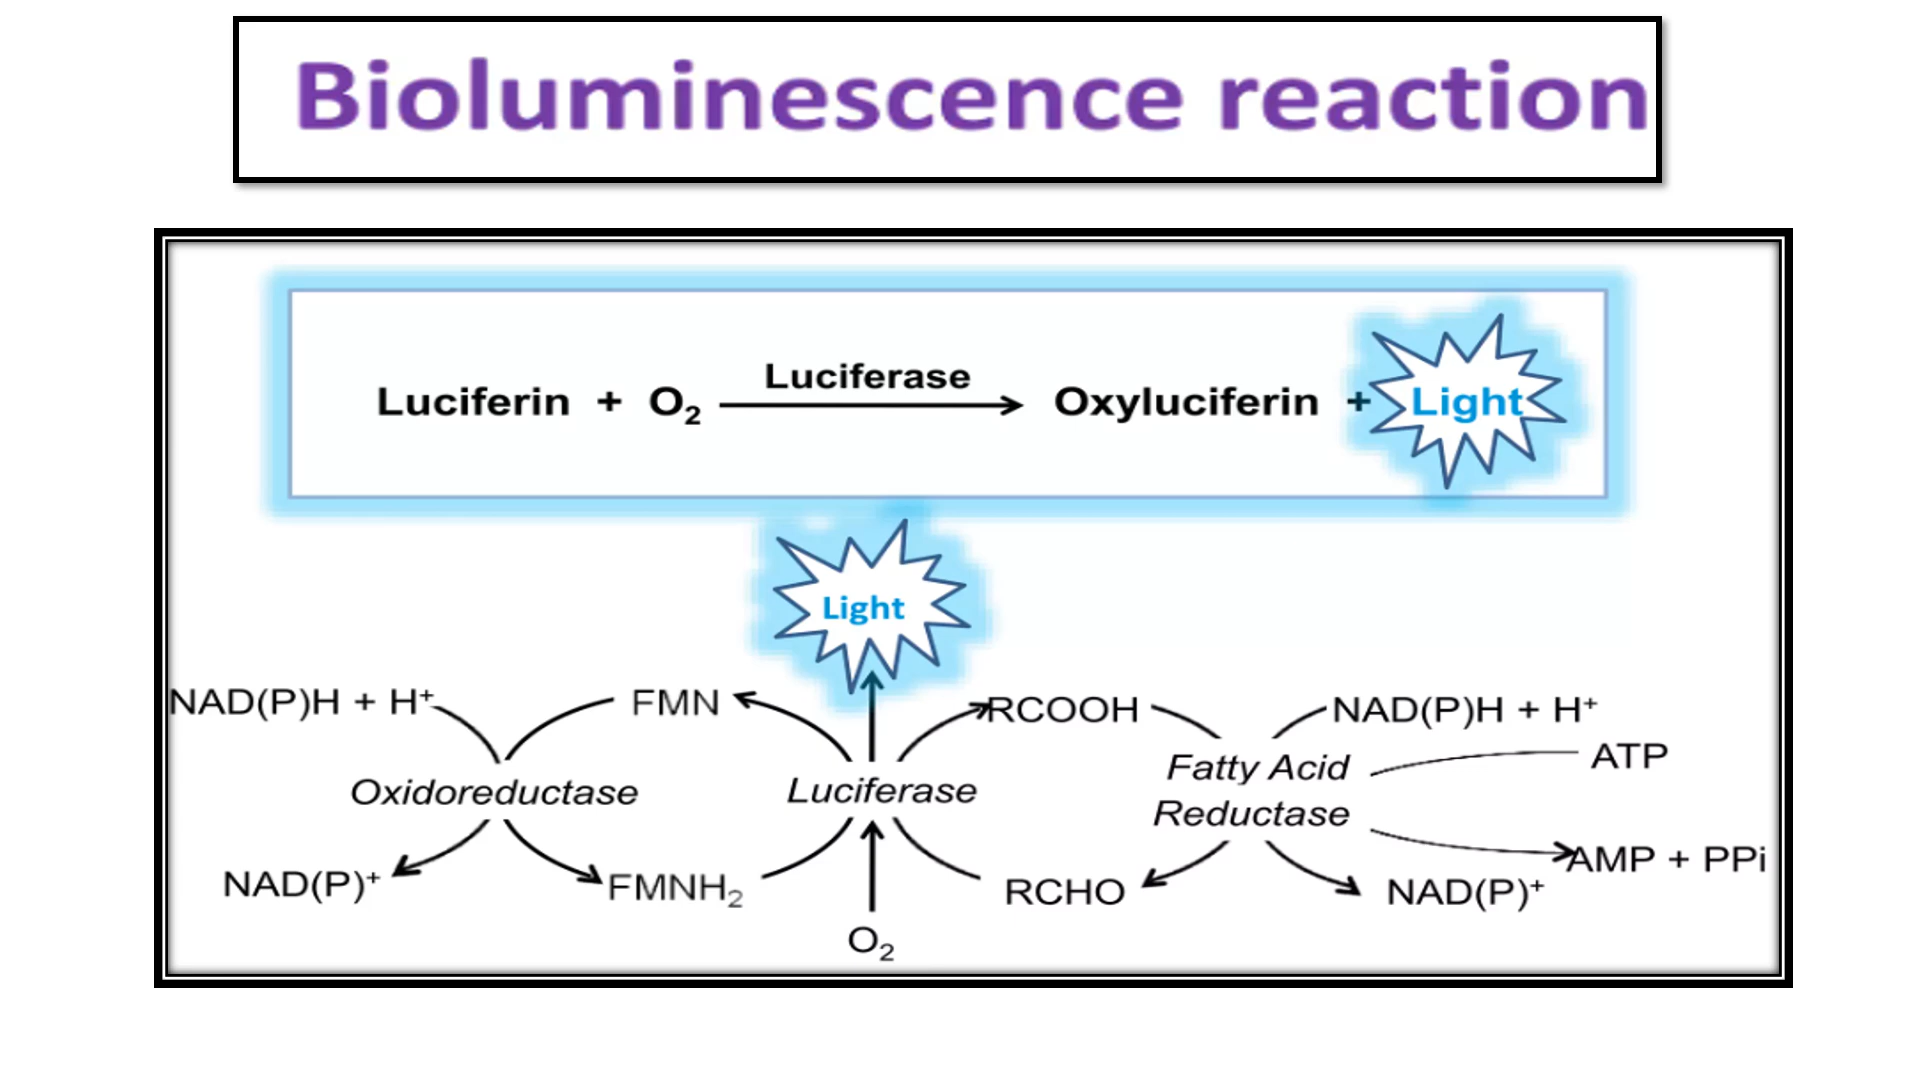 Bioluminescence reaction
Luciferase
Luciferin + O₂ Oxyluciferin + Light
Light
NAD(P)H + H⁺ FMN RCOOH NAD(P)H + H⁺
ATP
Oxidoreductase Luciferase Fatty Acid
Reductase
AMP + PPi
NAD(P)⁺ FMNH₂ RCHO NAD(P)⁺
O₂